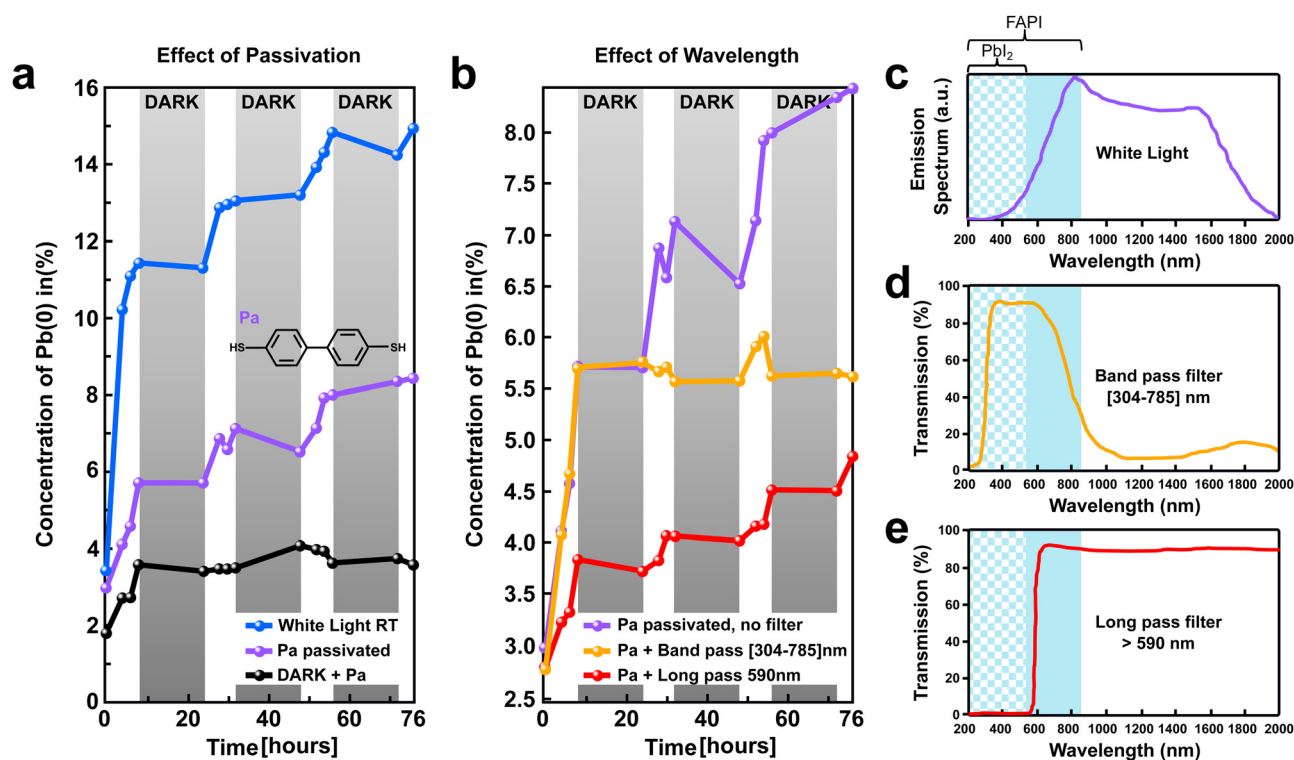 Effect of Passivation
a
Concentration of Pb(0) in(%)
16
14
12
10
8
6
4
2
0
DARK
DARK
DARK
Pa
HS
SH
White Light RT
Pa passivated
DARK + Pa
0
20
40
60
76
Time[hours]
Effect of Wavelength
b
Concentration of Pb(0) in(%)
8.0
7.5
7.0
6.5
6.0
5.5
5.0
4.5
4.0
3.5
3.0
2.5
DARK
DARK
DARK
Pa passivated, no filter
Pa + Band pass [304-785]nm
Pa + Long pass 590nm
0
20
40
60
76
Time[hours]
FAPI
PbI₂
c
Emission
Spectrum (a.u.)
White Light
200 400 600 800 1000 1200 1400 1600 1800 2000
Wavelength (nm)
d
Transmission (%)
100
80
60
40
20
0
Band pass filter
[304-785] nm
200 400 600 800 1000 1200 1400 1600 1800 2000
Wavelength (nm)
e
Transmission (%)
100
80
60
40
20
0
Long pass filter
> 590 nm
200 400 600 800 1000 1200 1400 1600 1800 2000
Wavelength (nm)